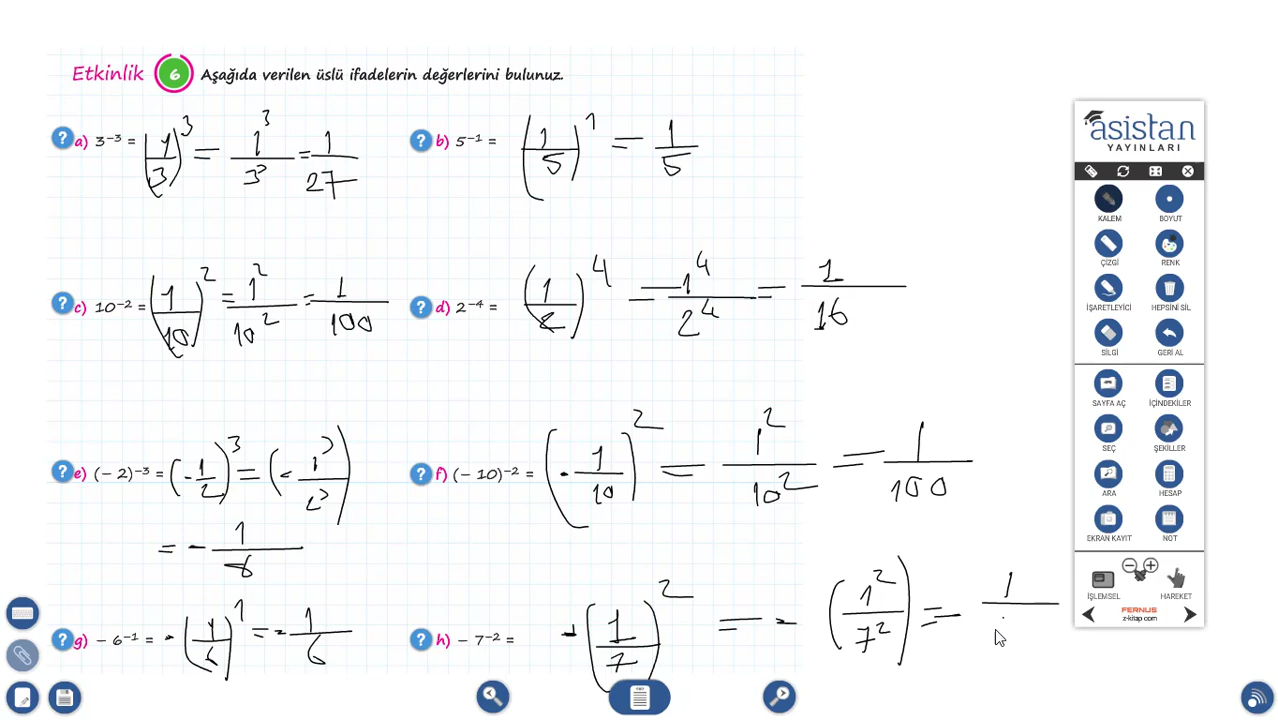 Etkinlik 6 Aşağıda verilen üslü ifadelerin değerlerini bulunuz.
? a) 3⁻³ = (1/3)³ = 1³/3³ = 1/27
? b) 5⁻¹ = (1/5)¹ = 1/5
? c) 10⁻² = (1/10)² = 1²/10² = 1/100
? d) 2⁻⁴ = (1/2)⁴ = 1⁴/2⁴ = 1/16
? e) (– 2)⁻³ = (-1/2)³ = (-1³/2³)
= - 1/8
? f) (– 10)⁻² = (-1/10)² = 1²/10² = 1/100
? g) – 6⁻¹ = -(1/6)¹ = - 1/6
? h) – 7⁻² = -(1/7)² = - (1²/7²) = - 1
asistan
YAYINLARI
KALEM
BOYUT
ÇİZGİ
RENK
İŞARETLEYİCİ
HEPSİNİ SİL
SİLGİ
GERİ AL
SAYFA AÇ
İÇİNDEKİLER
SEÇ
ŞEKİLLER
ARA
HESAP
EKRAN KAYIT
NOT
İŞLEMSEL
HAREKET
FERNUS
z-kitap.com